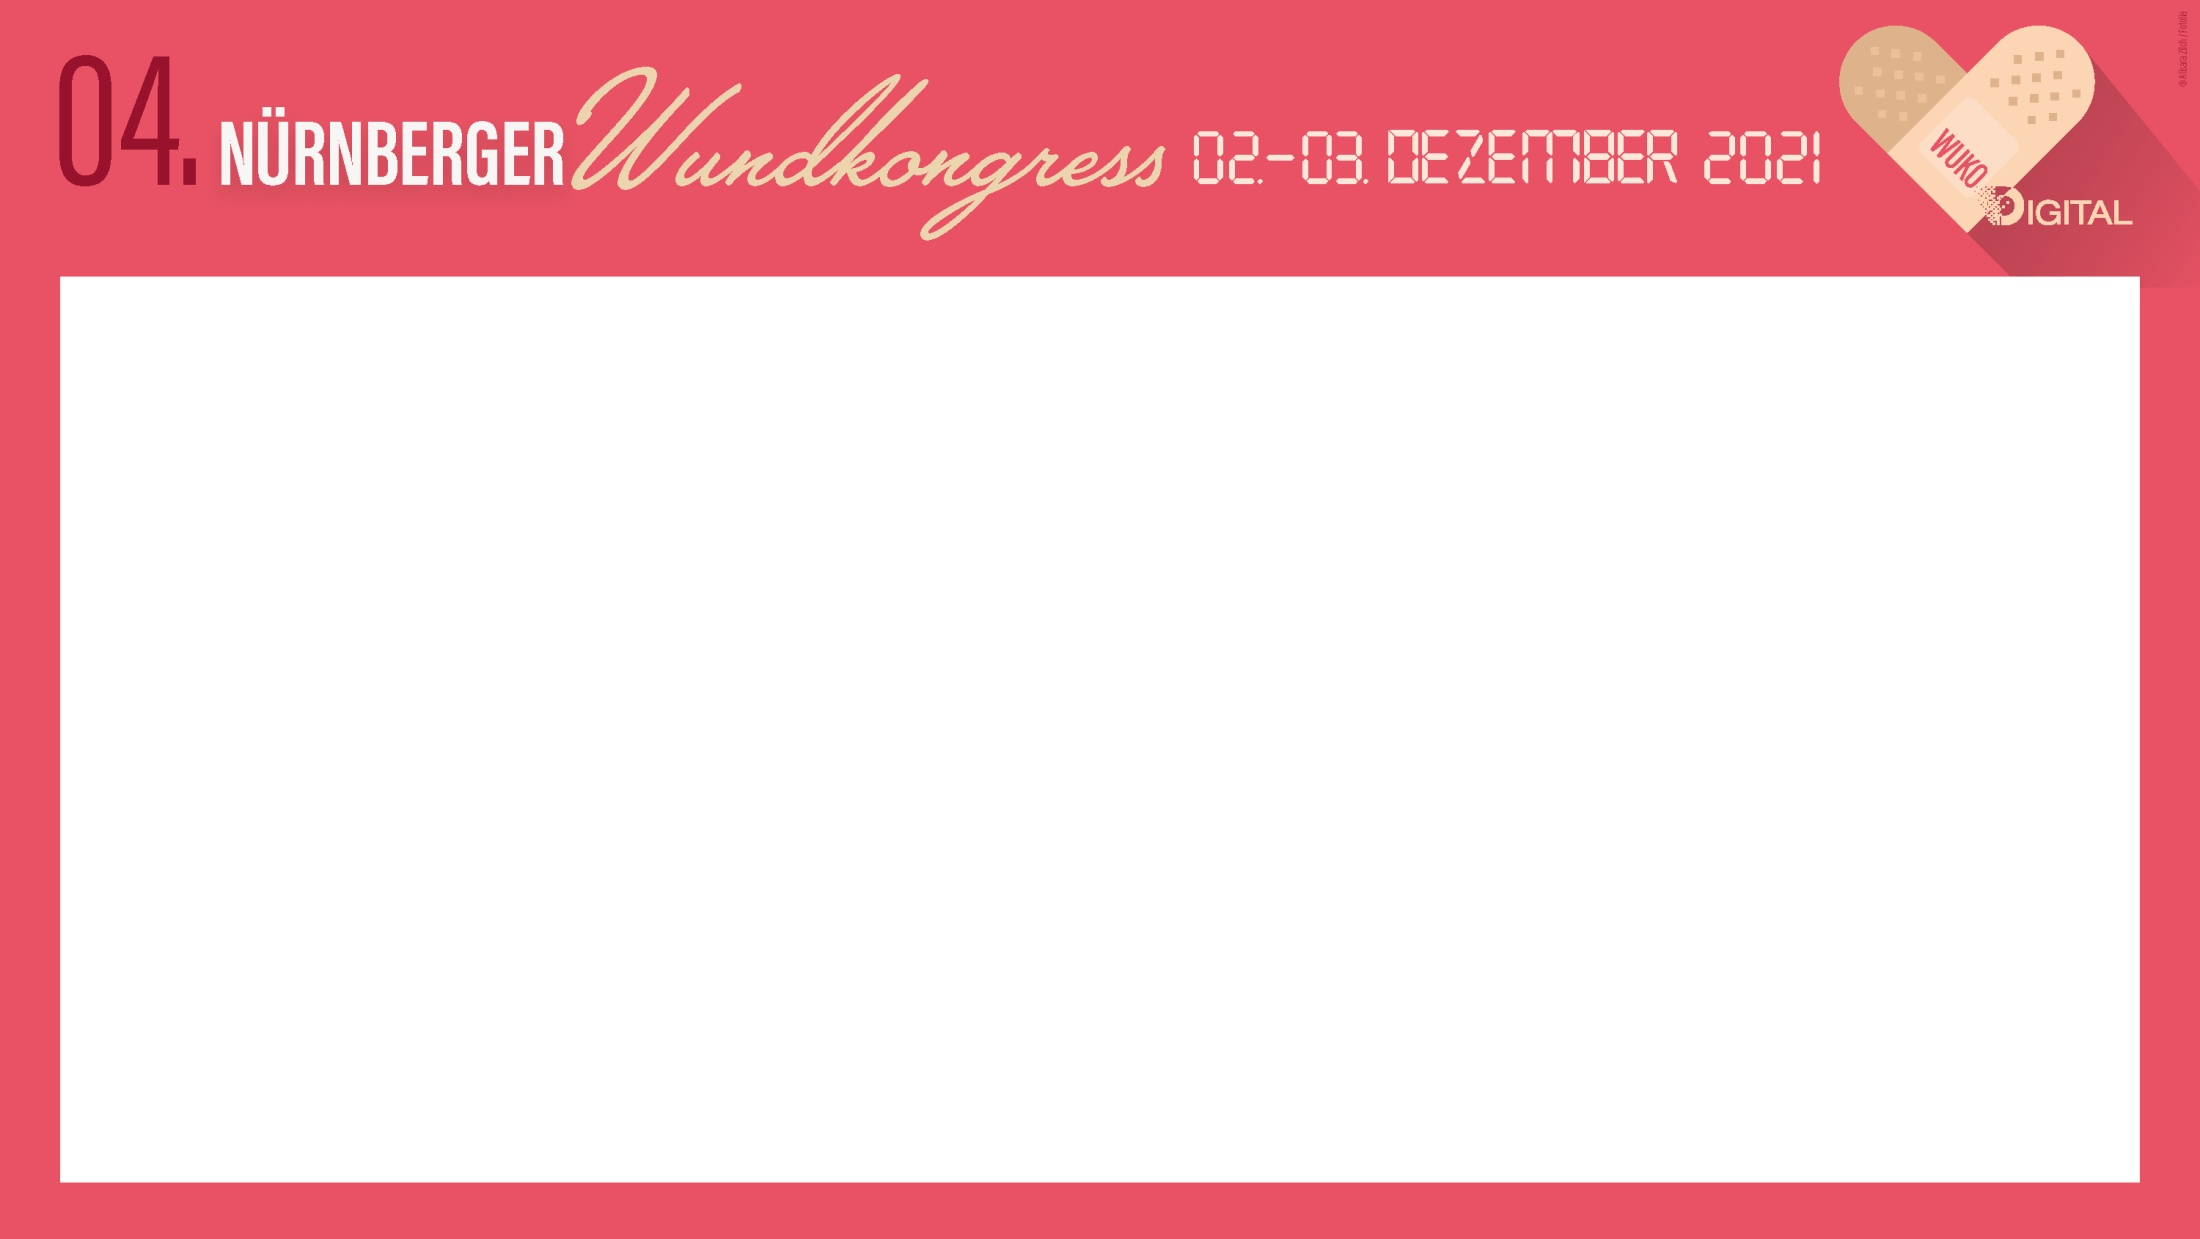 04. NÜRNBERGER Wundkongress 02.-03. DEZEMBER 2021
WUKO
DIGITAL